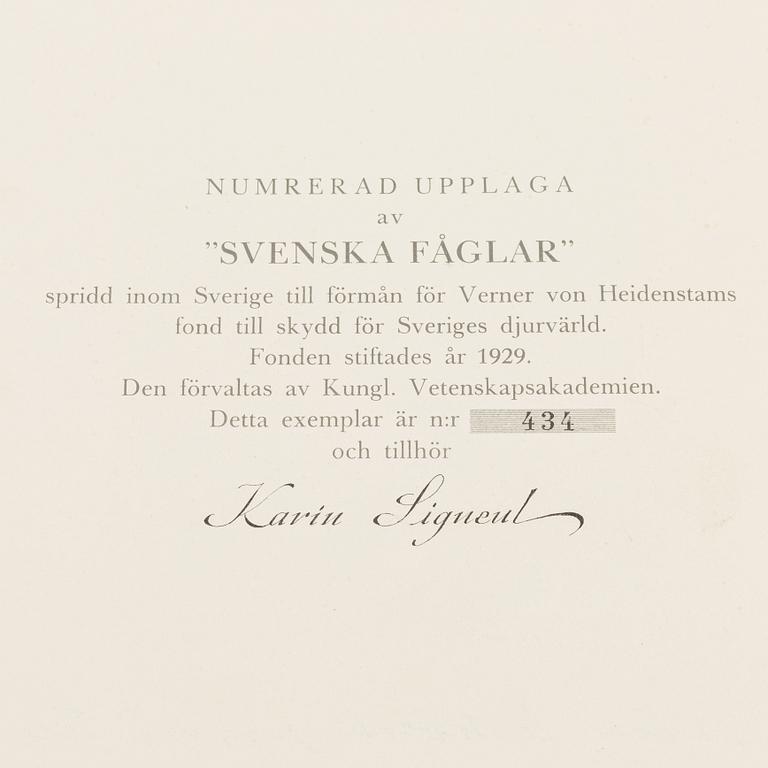 NUMRERAD UPPLAGA
av
”SVENSKA FÅGLAR”
spridd inom Sverige till förmån för Verner von Heidenstams
fond till skydd för Sveriges djurvärld.
Fonden stiftades år 1929.
Den förvaltas av Kungl. Vetenskapsakademien.
Detta exemplar är n:r 434
och tillhör
Karin Signeul